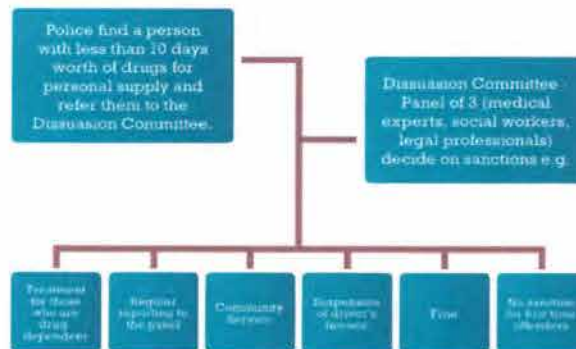 Police find a person
with less than 10 days
worth of drugs for
personal supply and
refer them to the
Dissuasion Committee.
Dissuasion Committee
Panel of 3 (medical
experts, social workers,
legal professionals)
decide on sanctions e.g.
Treatment
for those
who are
drug
dependent
Regular
reporting to
the panel
Community
Service
Suspension
of driver's
licence
Fine
No sanction
for first time
offenders